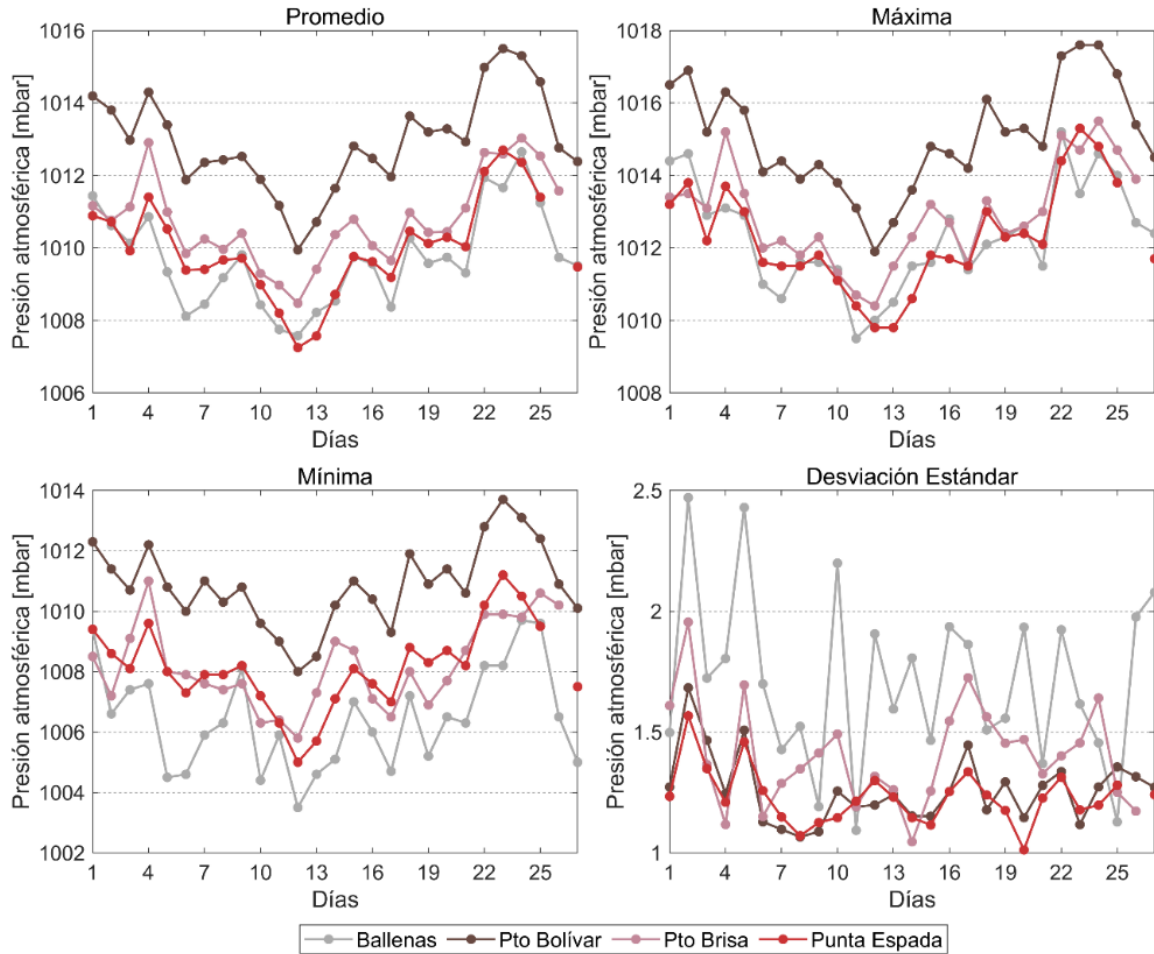 Promedio
Presión atmosférica [mbar]
1016
1014
1012
1010
1008
1006
1 4 7 10 13 16 19 22 25
Días
Máxima
Presión atmosférica [mbar]
1018
1016
1014
1012
1010
1008
1 4 7 10 13 16 19 22 25
Días
Mínima
Presión atmosférica [mbar]
1014
1012
1010
1008
1006
1004
1002
1 4 7 10 13 16 19 22 25
Días
Desviación Estándar
Presión atmosférica [mbar]
2.5
2
1.5
1
1 4 7 10 13 16 19 22 25
Días
Ballenas Pto Bolívar Pto Brisa Punta Espada